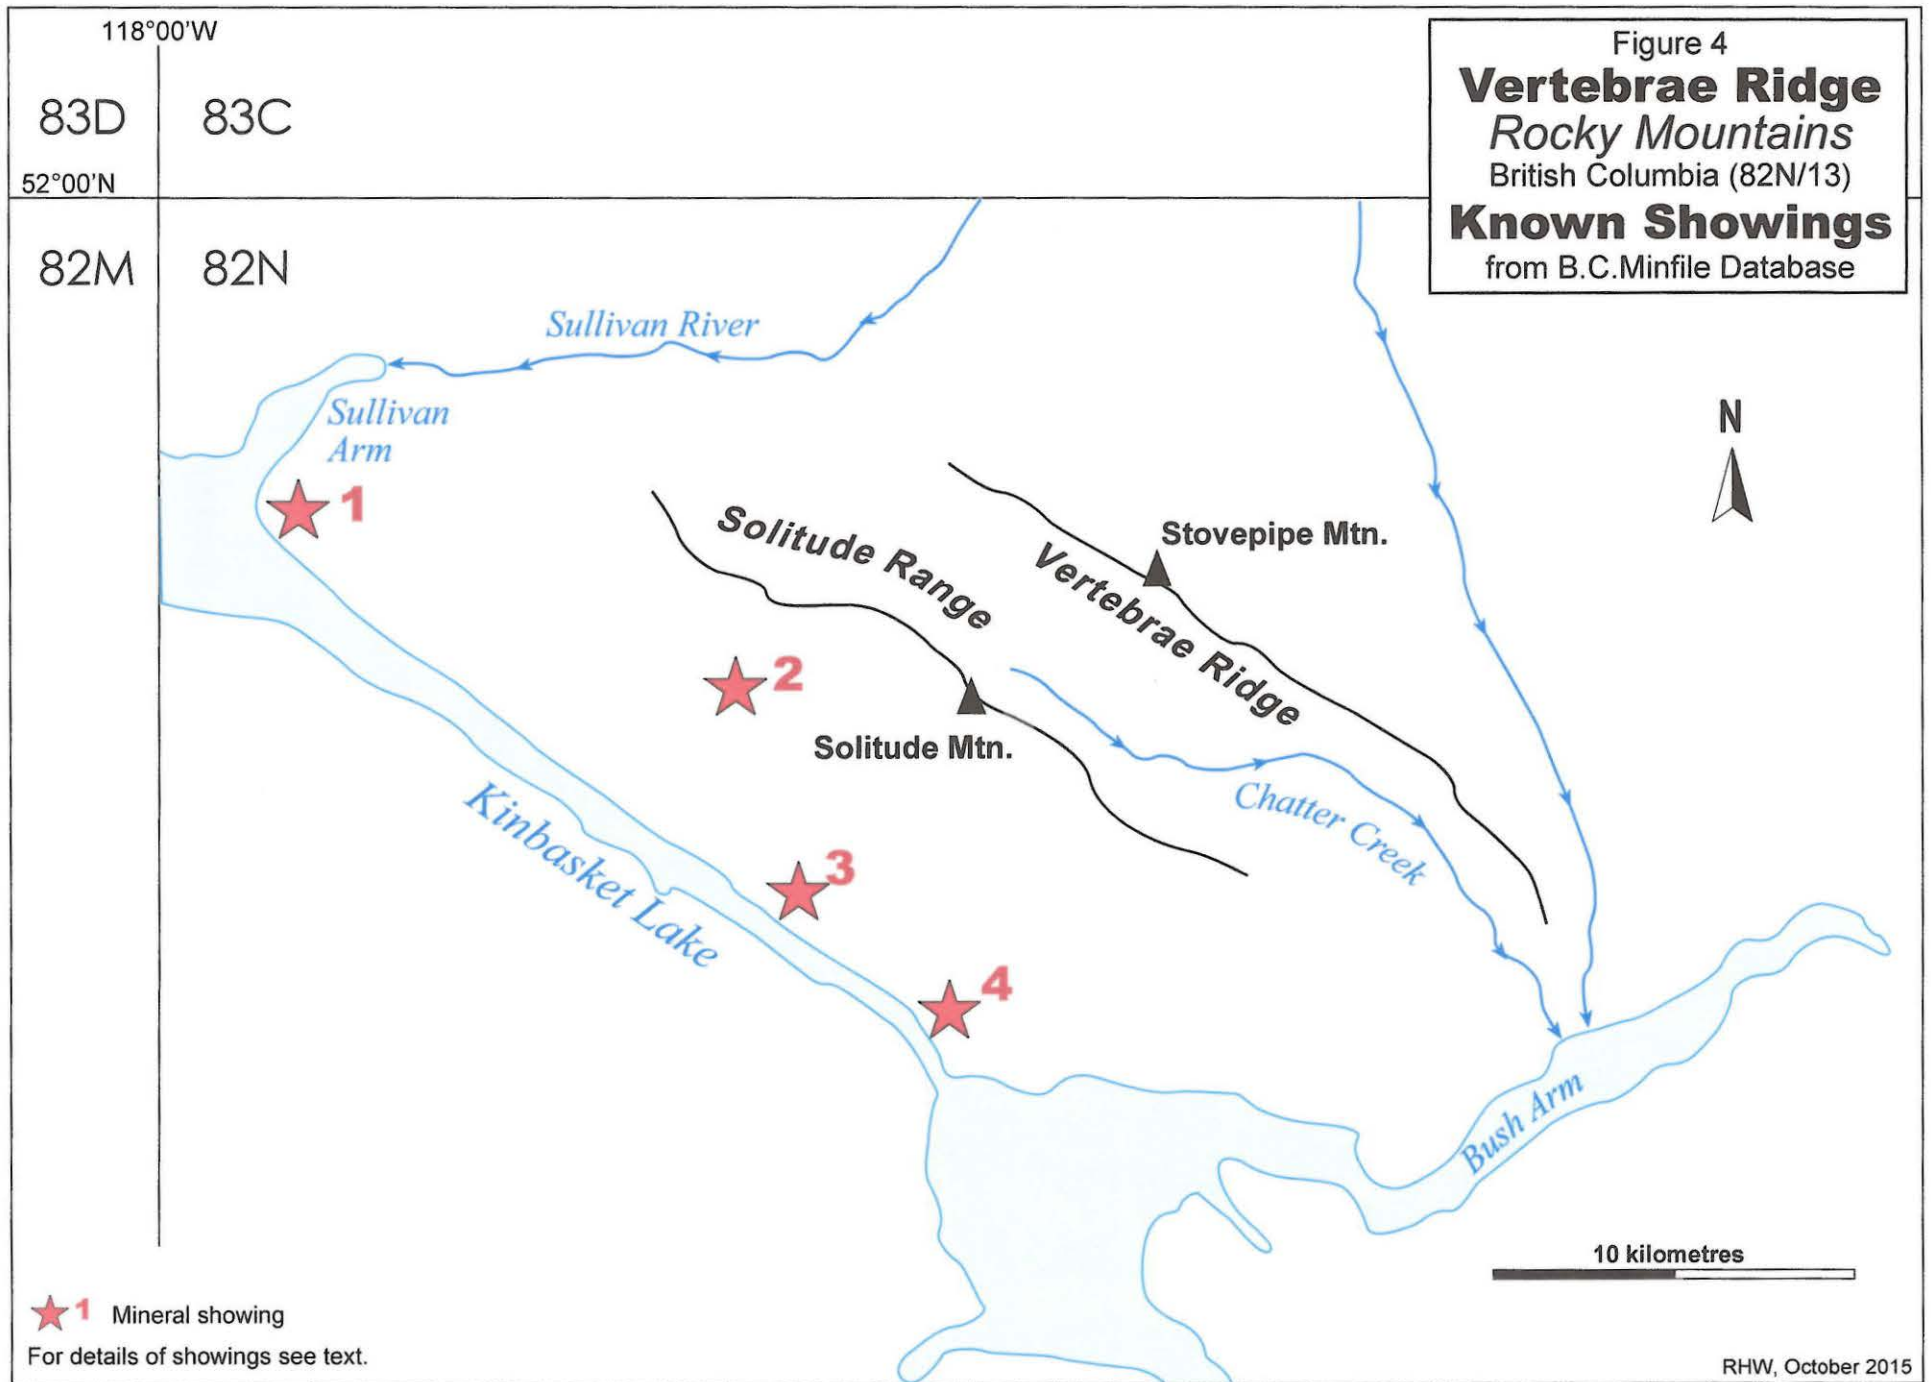 118°00'W
Figure 4
Vertebrae Ridge
Rocky Mountains
British Columbia (82N/13)
Known Showings
from B.C.Minfile Database
83D
83C
52°00'N
82M
82N
Sullivan River
Sullivan
Arm
N
1
Solitude Range
Stovepipe Mtn.
Vertebrae Ridge
2
Solitude Mtn.
Chatter Creek
Kinbasket Lake
3
4
Bush Arm
10 kilometres
1 Mineral showing
For details of showings see text.
RHW, October 2015